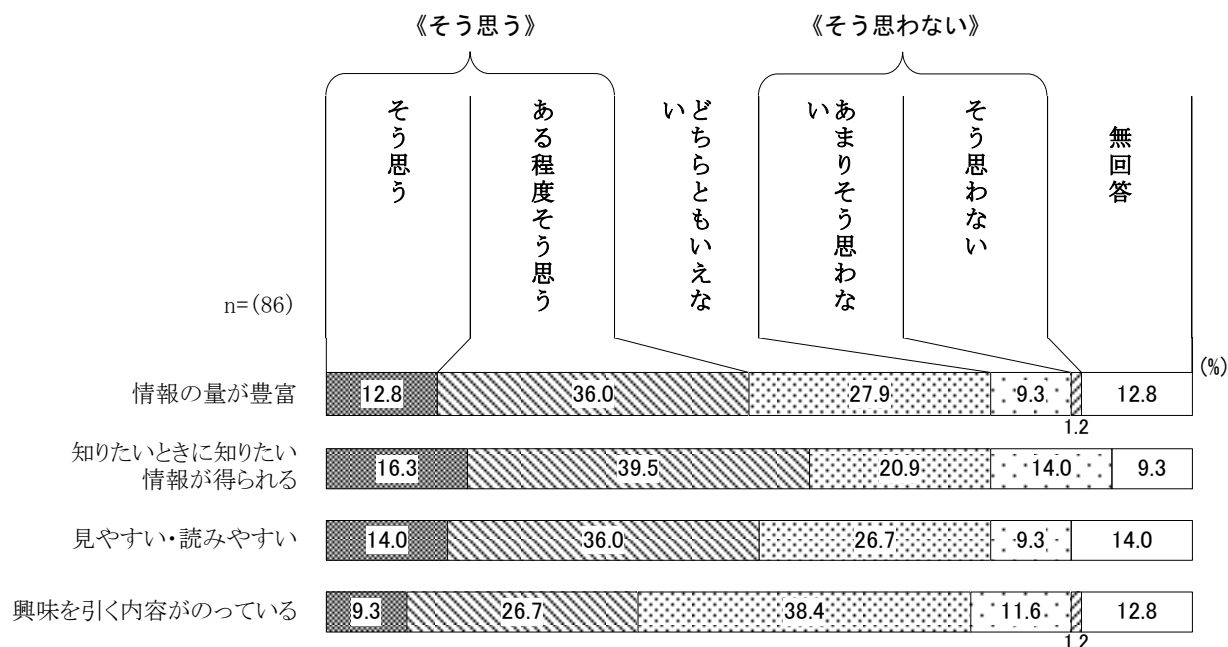 《そう思う》
《そう思わない》
そう思う
ある程度そう思う
どちらともいえな
い
あまりそう思わな
い
そう思わない
無回答
n=(86)
(%)
情報の量が豊富
12.8
36.0
27.9
9.3
1.2
12.8
知りたいときに知りたい
情報が得られる
16.3
39.5
20.9
14.0
9.3
見やすい・読みやすい
14.0
36.0
26.7
9.3
14.0
興味を引く内容がのっている
9.3
26.7
38.4
11.6
1.2
12.8